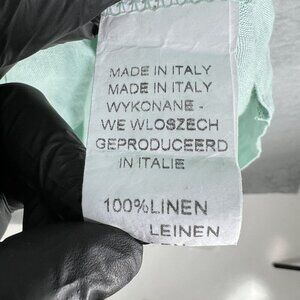 MADE IN ITALY
MADE IN ITALY
WYKONANE -
WE WLOSZECH
GEPRODUCEERD
IN ITALIE
100%LINEN
LEINEN